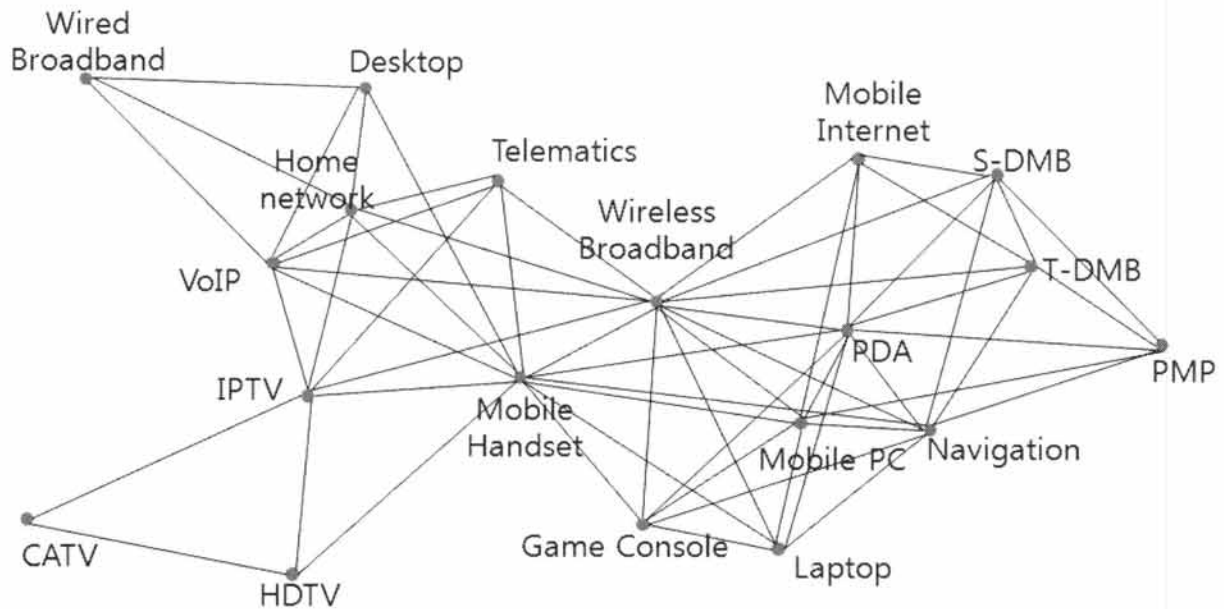 Wired
Broadband
Desktop
Mobile
Internet
S-DMB
Telematics
Home
network
Wireless
Broadband
VoIP
T-DMB
PDA
PMP
IPTV
Mobile
Handset
Mobile PC
Navigation
CATV
Game Console
Laptop
HDTV